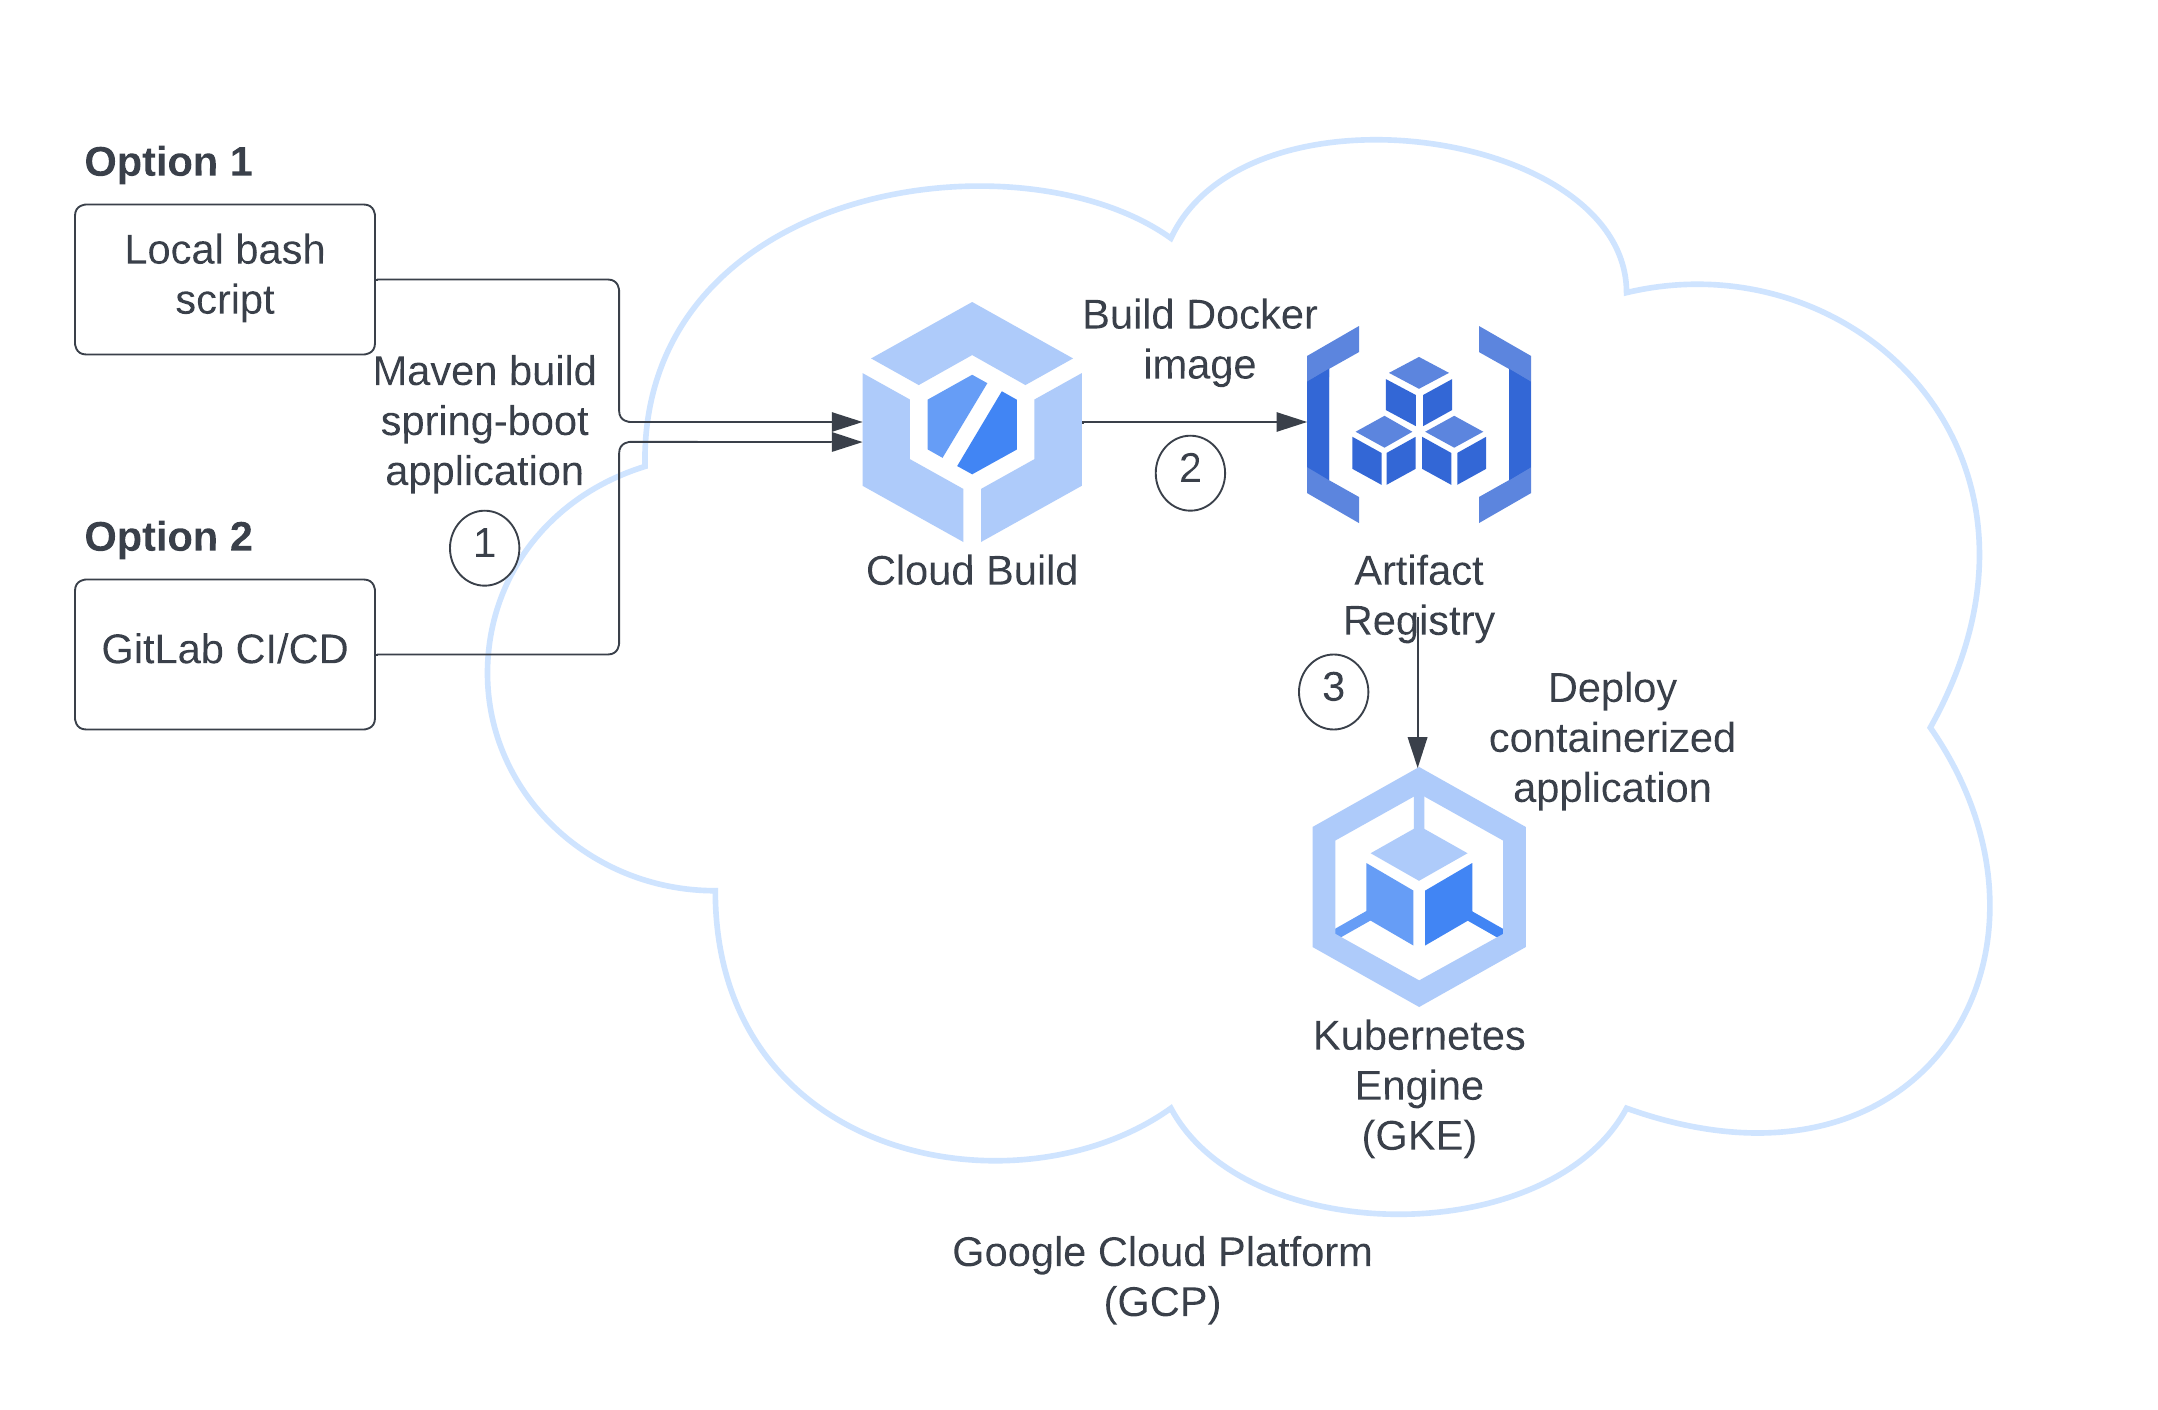 Option 1
Local bash
script
Maven build
spring-boot
application
1
Option 2
GitLab CI/CD
Cloud Build
Build Docker
image
2
Artifact
Registry
3
Deploy
containerized
application
Kubernetes
Engine
(GKE)
Google Cloud Platform
(GCP)